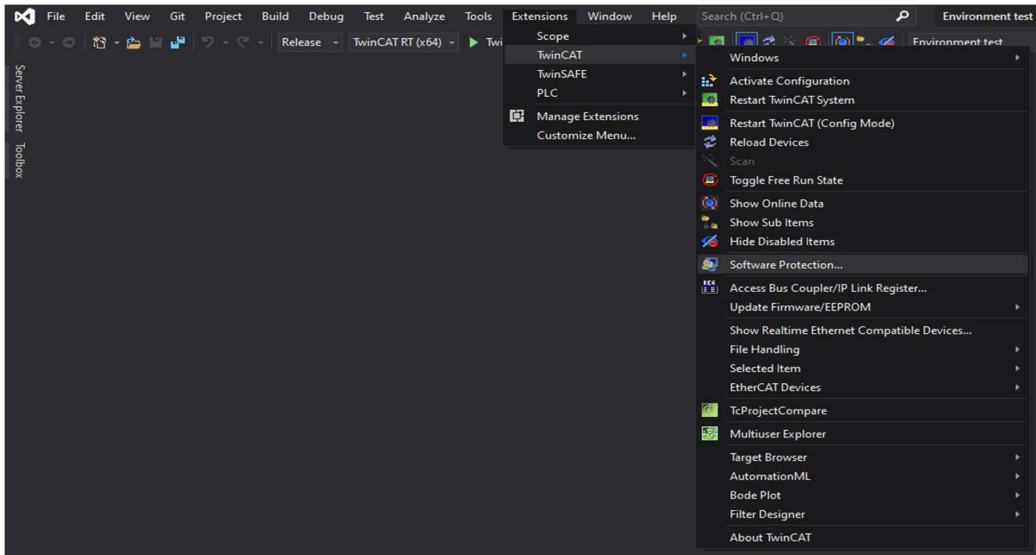 File Edit View Git Project Build Debug Test Analyze Tools Extensions Window Help Search (Ctrl+Q) Environment test
Release TwinCAT RT (x64) Twi Environment test
Server Explorer
Toolbox
Scope
TwinCAT
TwinSAFE
PLC
Manage Extensions
Customize Menu...
Windows
Activate Configuration
Restart TwinCAT System
Restart TwinCAT (Config Mode)
Reload Devices
Scan
Toggle Free Run State
Show Online Data
Show Sub Items
Hide Disabled Items
Software Protection...
REG
Access Bus Coupler/IP Link Register...
Update Firmware/EEPROM
Show Realtime Ethernet Compatible Devices...
File Handling
Selected Item
EtherCAT Devices
TcProjectCompare
Multiuser Explorer
Target Browser
AutomationML
Bode Plot
Filter Designer
About TwinCAT